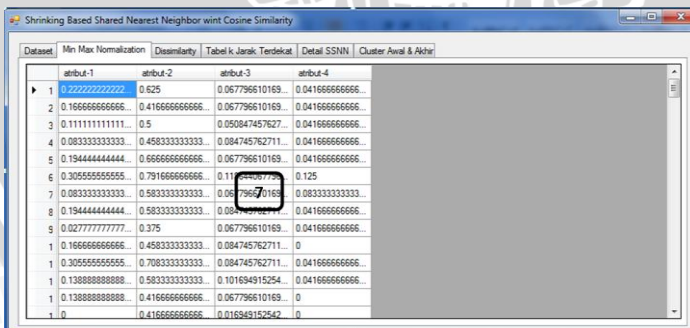 Shrinking Based Shared Nearest Neighbor wint Cosine Similarity
Dataset Min Max Normalization Dissimilarity Tabel k Jarak Terdekat Detail SSNN Cluster Awal & Akhir
atribut-1 atribut-2 atribut-3 atribut-4
1 0.222222222222... 0.625 0.067796610169... 0.041666666666...
2 0.166666666666... 0.416666666666... 0.067796610169... 0.041666666666...
3 0.111111111111... 0.5 0.050847457627... 0.041666666666...
4 0.083333333333... 0.458333333333... 0.084745762711... 0.041666666666...
5 0.194444444444... 0.666666666666... 0.067796610169... 0.041666666666...
6 0.305555555555... 0.791666666666... 0.125
7 0.083333333333... 0.583333333333... 7 0.083333333333...
8 0.194444444444... 0.583333333333... 0.084745762711... 0.041666666666...
9 0.027777777777... 0.375 0.067796610169... 0.041666666666...
1 0.166666666666... 0.458333333333... 0.084745762711... 0
1 0.305555555555... 0.708333333333... 0.084745762711... 0.041666666666...
1 0.138888888888... 0.583333333333... 0.101694915254... 0.041666666666...
1 0.138888888888... 0.416666666666... 0.067796610169... 0
1 0 0.416666666666... 0.016949152542... 0